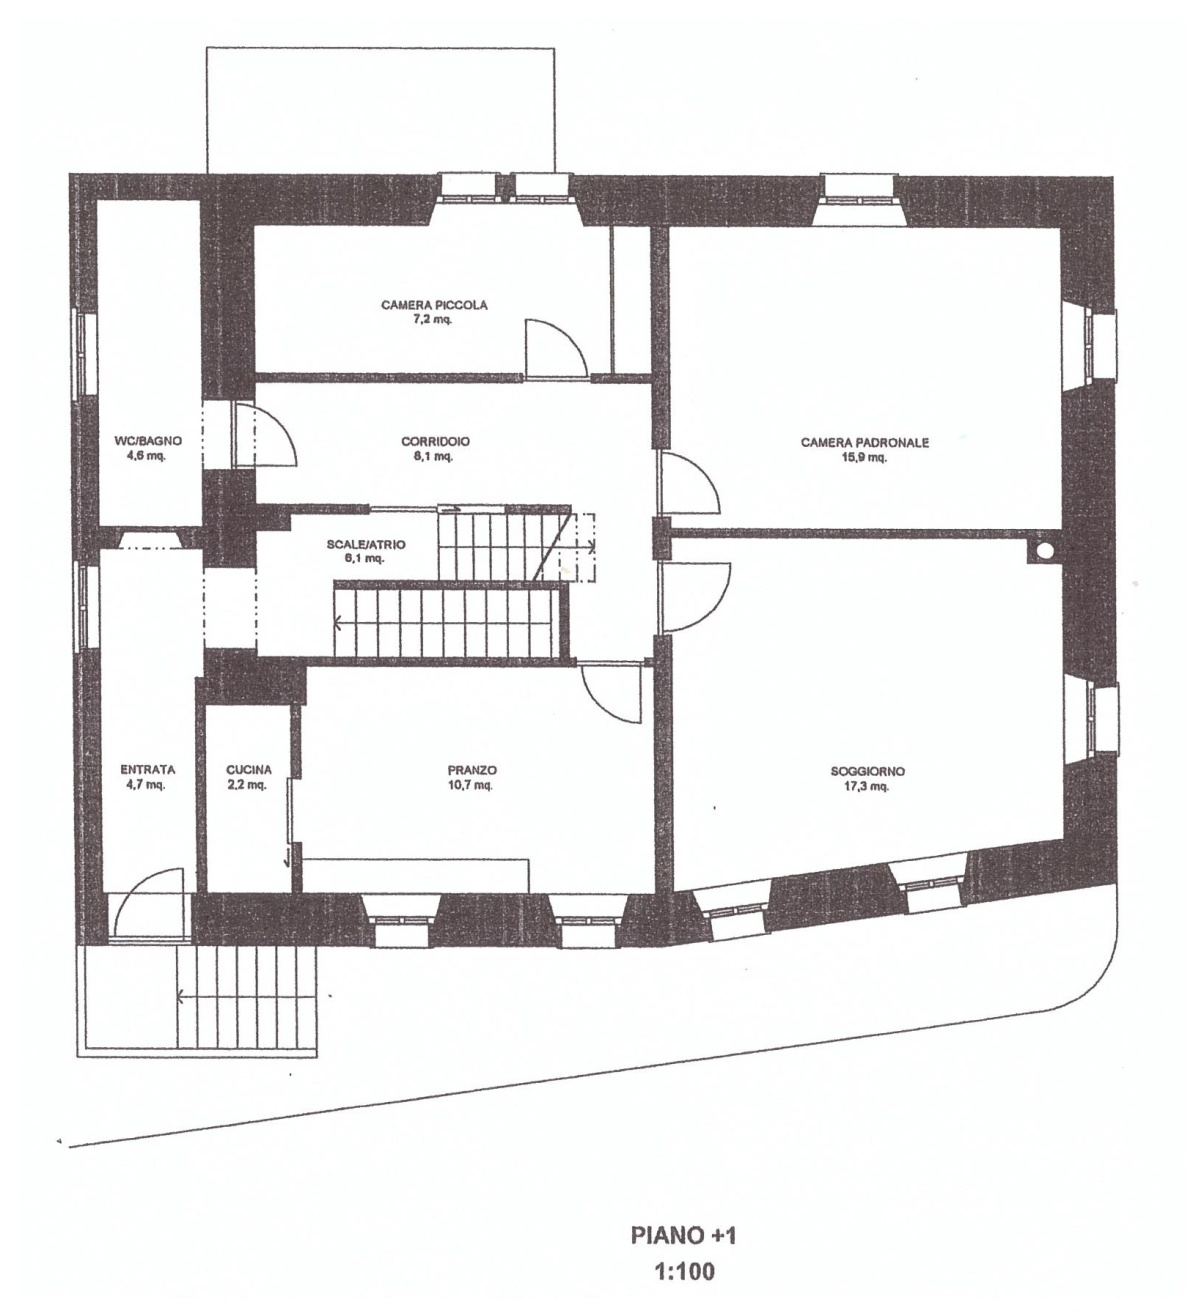 CAMERA PICCOLA
7,2 mq.
WC/BAGNO
4,6 mq.
CORRIDOIO
8,1 mq.
CAMERA PADRONALE
15,9 mq.
SCALE/ATRIO
6,1 mq.
ENTRATA
4,7 mq.
CUCINA
2,2 mq.
PRANZO
10,7 mq.
SOGGIORNO
17,3 mq.
PIANO +1
1:100